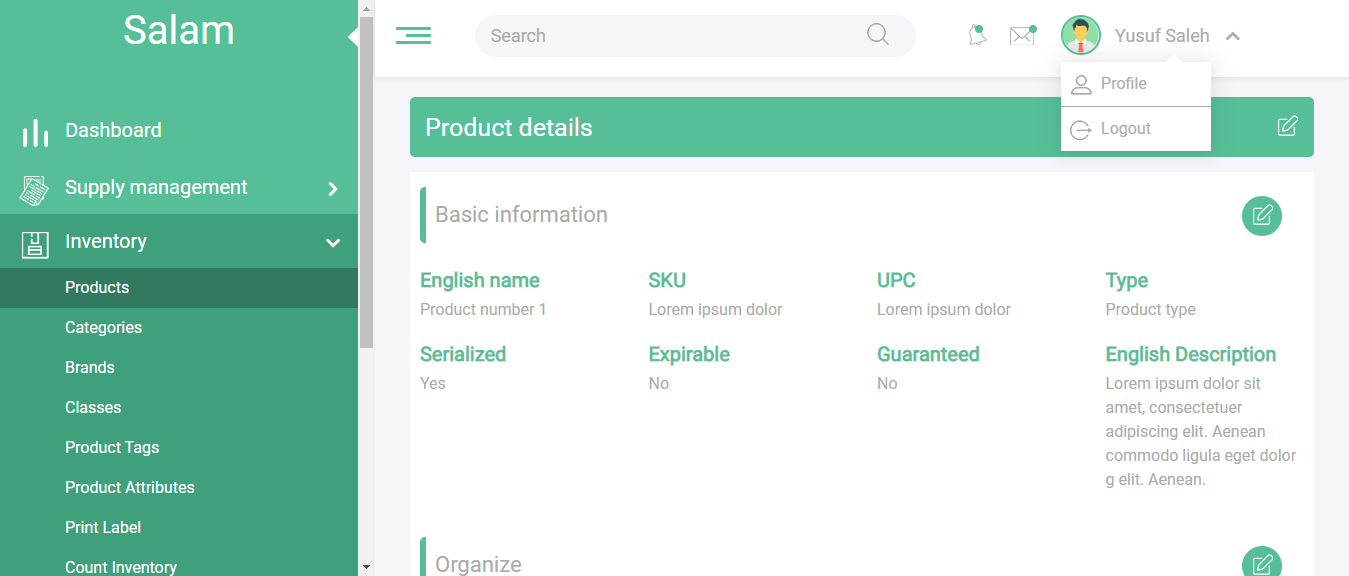 Salam
Dashboard
Supply management
Inventory
Products
Categories
Brands
Classes
Product Tags
Product Attributes
Print Label
Count Inventory
Search
Yusuf Saleh
Profile
Logout
Product details
Basic information
English name
Product number 1
SKU
Lorem ipsum dolor
UPC
Lorem ipsum dolor
Type
Product type
Serialized
Yes
Expirable
No
Guaranteed
No
English Description
Lorem ipsum dolor sit
amet, consectetuer
adipiscing elit. Aenean
commodo ligula eget dolor
g elit. Aenean.
Organize